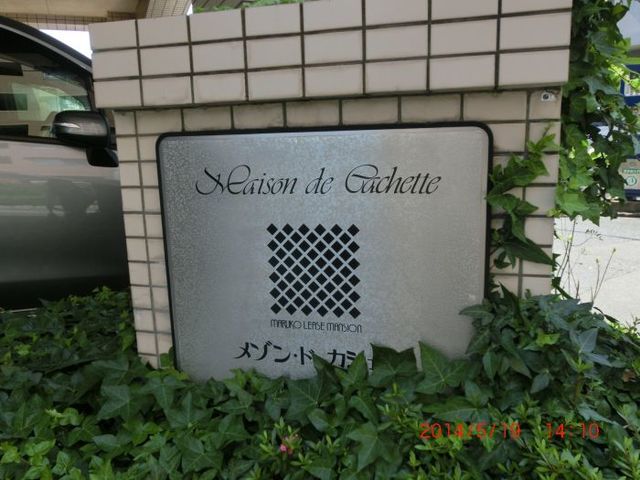 Maison de Cachette
MARUKO LEASE MANSION
メゾン・ド・カシ
2014/5/19 14:10